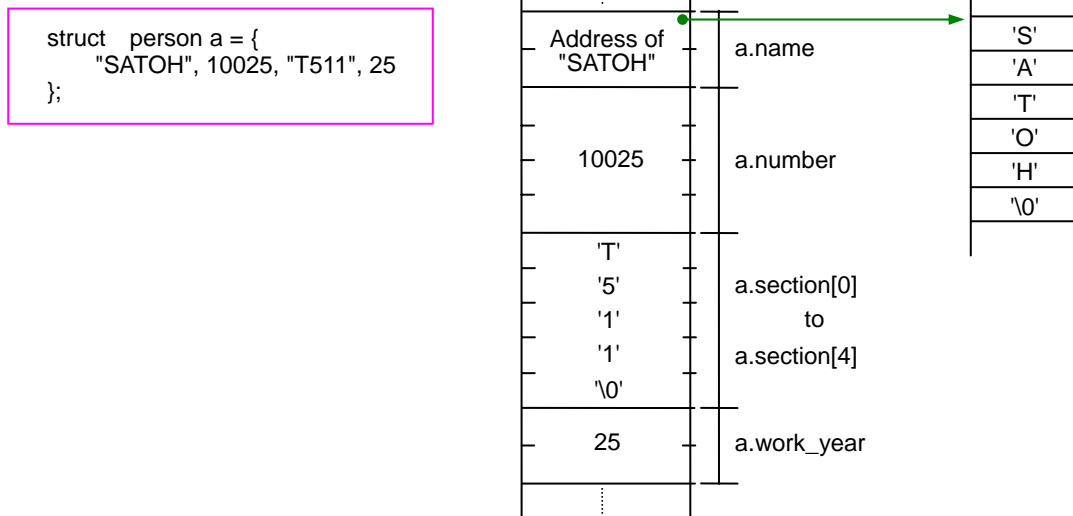 struct person a = {
"SATOH", 10025, "T511", 25
};
Address of
"SATOH"
a.name
10025
a.number
'T'
'5'
'1'
'1'
'\0'
a.section[0]
to
a.section[4]
25
a.work_year
'S'
'A'
'T'
'O'
'H'
'\0'